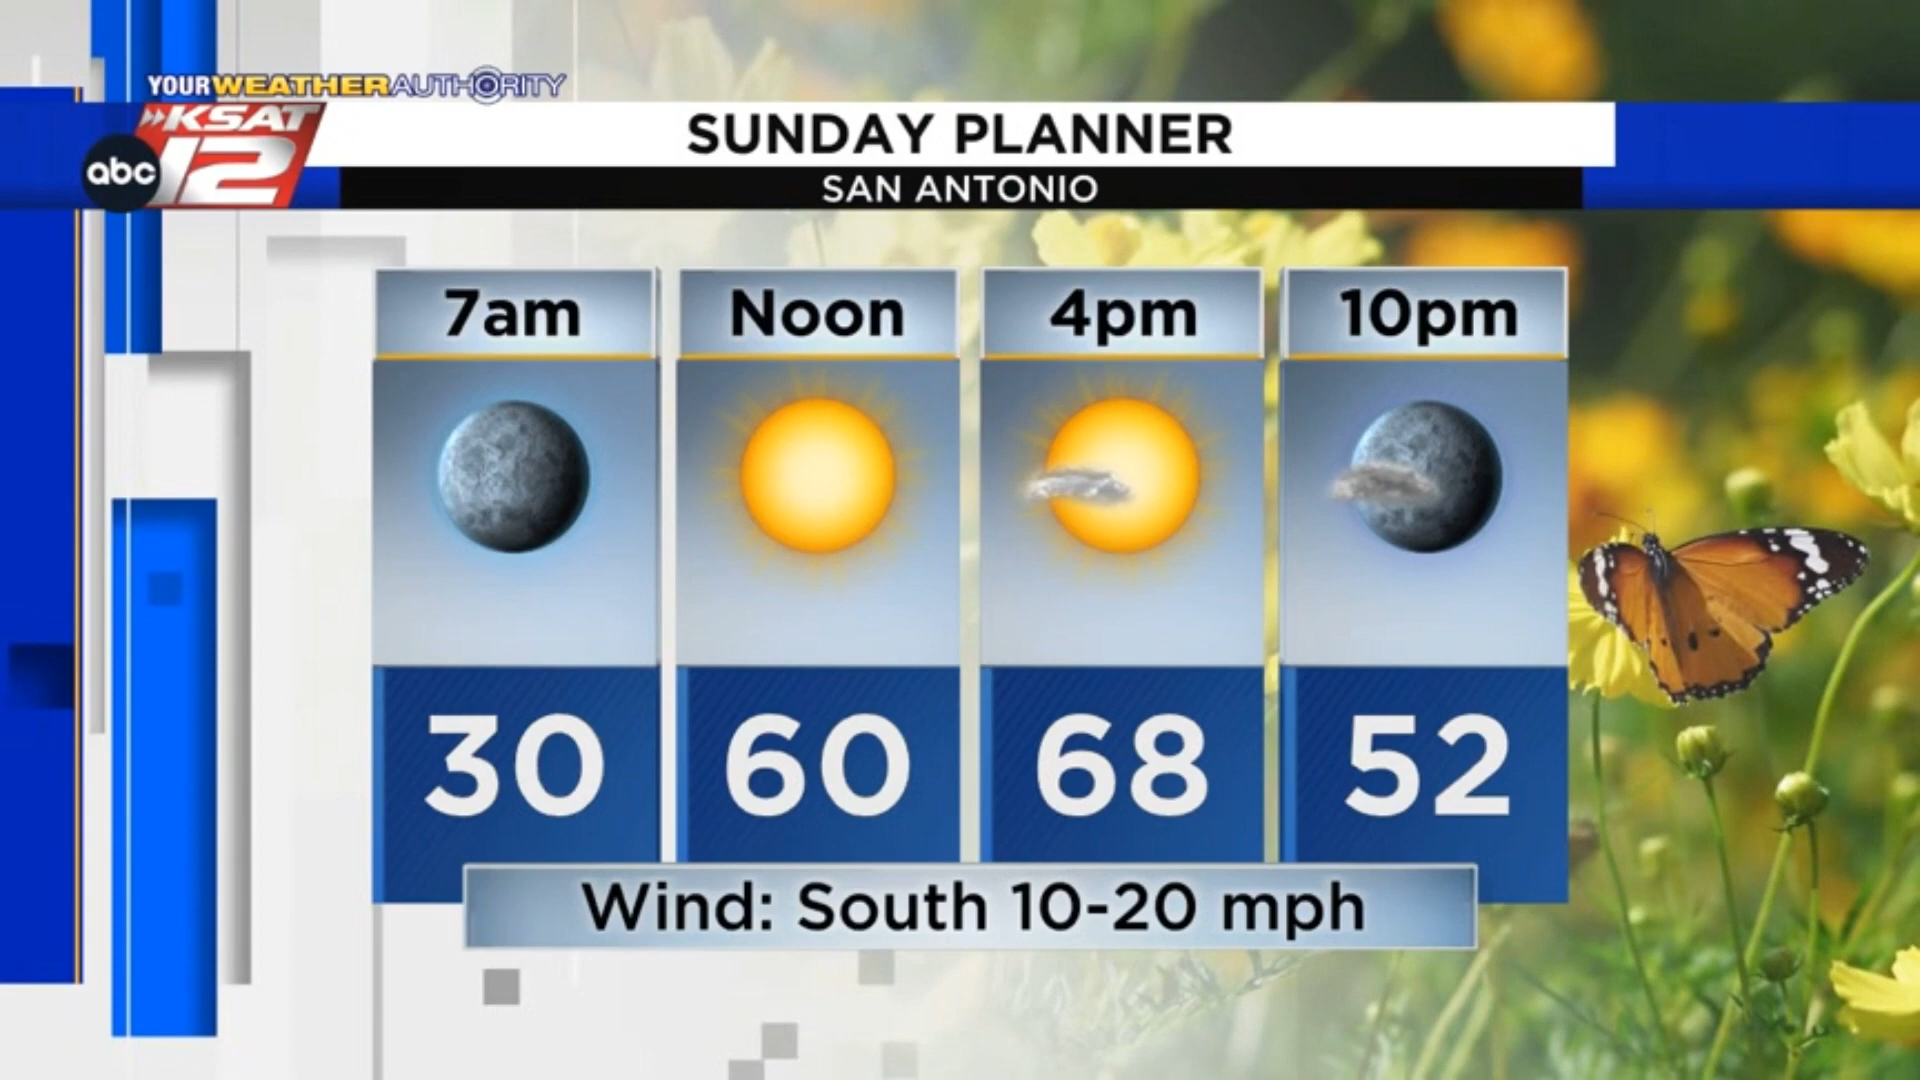 YOURWEATHERAUTHORITY
KSAT
abc 12
SUNDAY PLANNER
SAN ANTONIO
7am Noon 4pm 10pm
30 60 68 52
Wind: South 10-20 mph